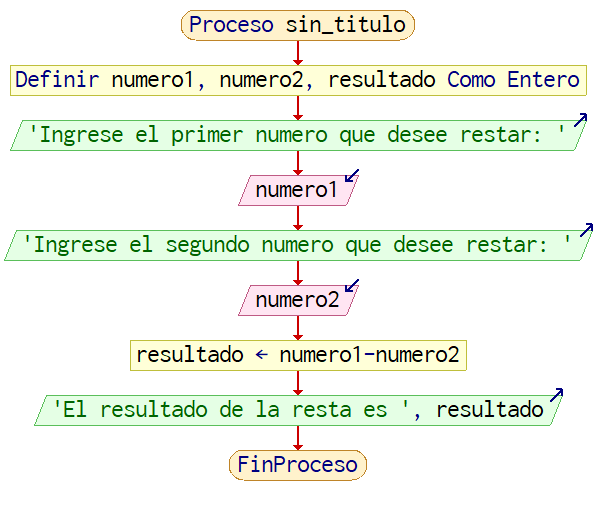 Proceso sin_titulo
Definir numero1, numero2, resultado Como Entero
'Ingrese el primer numero que desee restar: '
numero1
'Ingrese el segundo numero que desee restar: '
numero2
resultado ← numero1-numero2
'El resultado de la resta es ', resultado
FinProceso